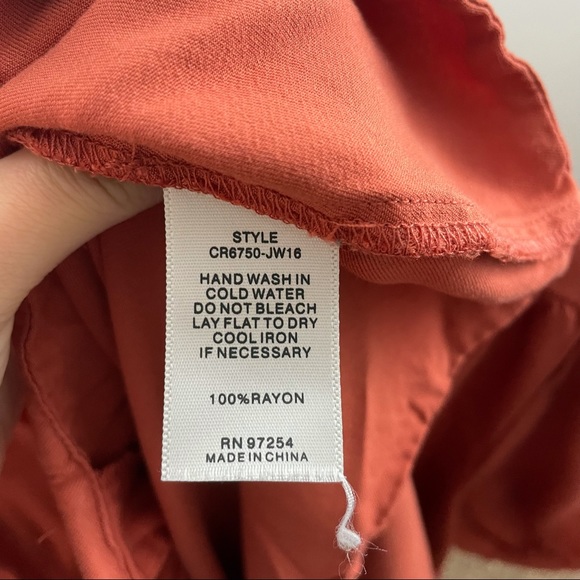 STYLE
CR6750-JW16
HAND WASH IN
COLD WATER
DO NOT BLEACH
LAY FLAT TO DRY
COOL IRON
IF NECESSARY
100%RAYON
RN 97254
MADE IN CHINA